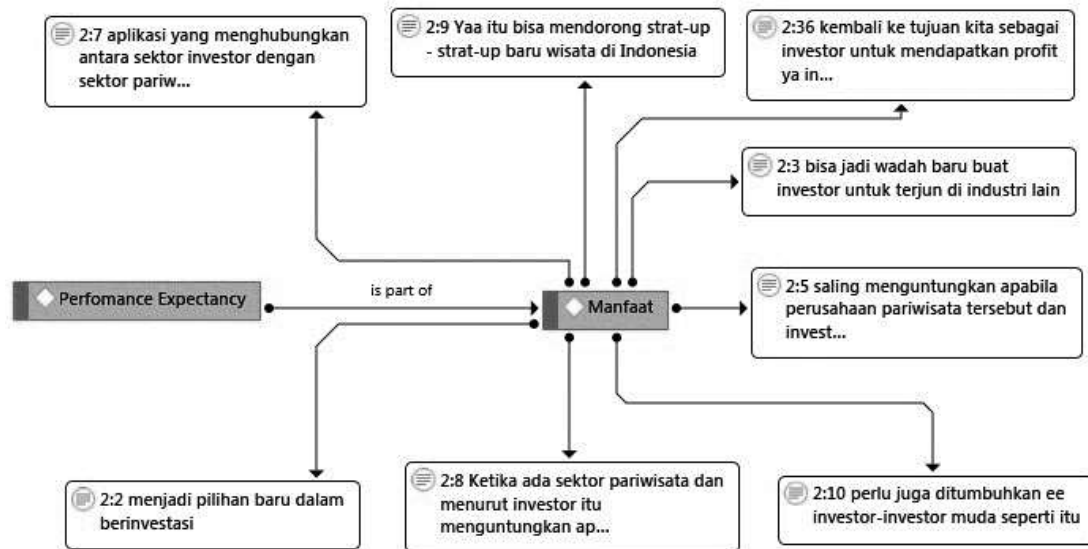 2:7 aplikasi yang menghubungkan
antara sektor investor dengan
sektor pariw...
2:9 Yaa itu bisa mendorong strat-up
- strat-up baru wisata di Indonesia
2:36 kembali ke tujuan kita sebagai
investor untuk mendapatkan profit
ya in...
2:3 bisa jadi wadah baru buat
investor untuk terjun di industri lain
Perfomance Expectancy
is part of
Manfaat
2:5 saling menguntungkan apabila
perusahaan pariwisata tersebut dan
invest...
2:2 menjadi pilihan baru dalam
berinvestasi
2:8 Ketika ada sektor pariwisata dan
menurut investor itu
menguntungkan ap...
2:10 perlu juga ditumbuhkan ee
investor-investor muda seperti itu